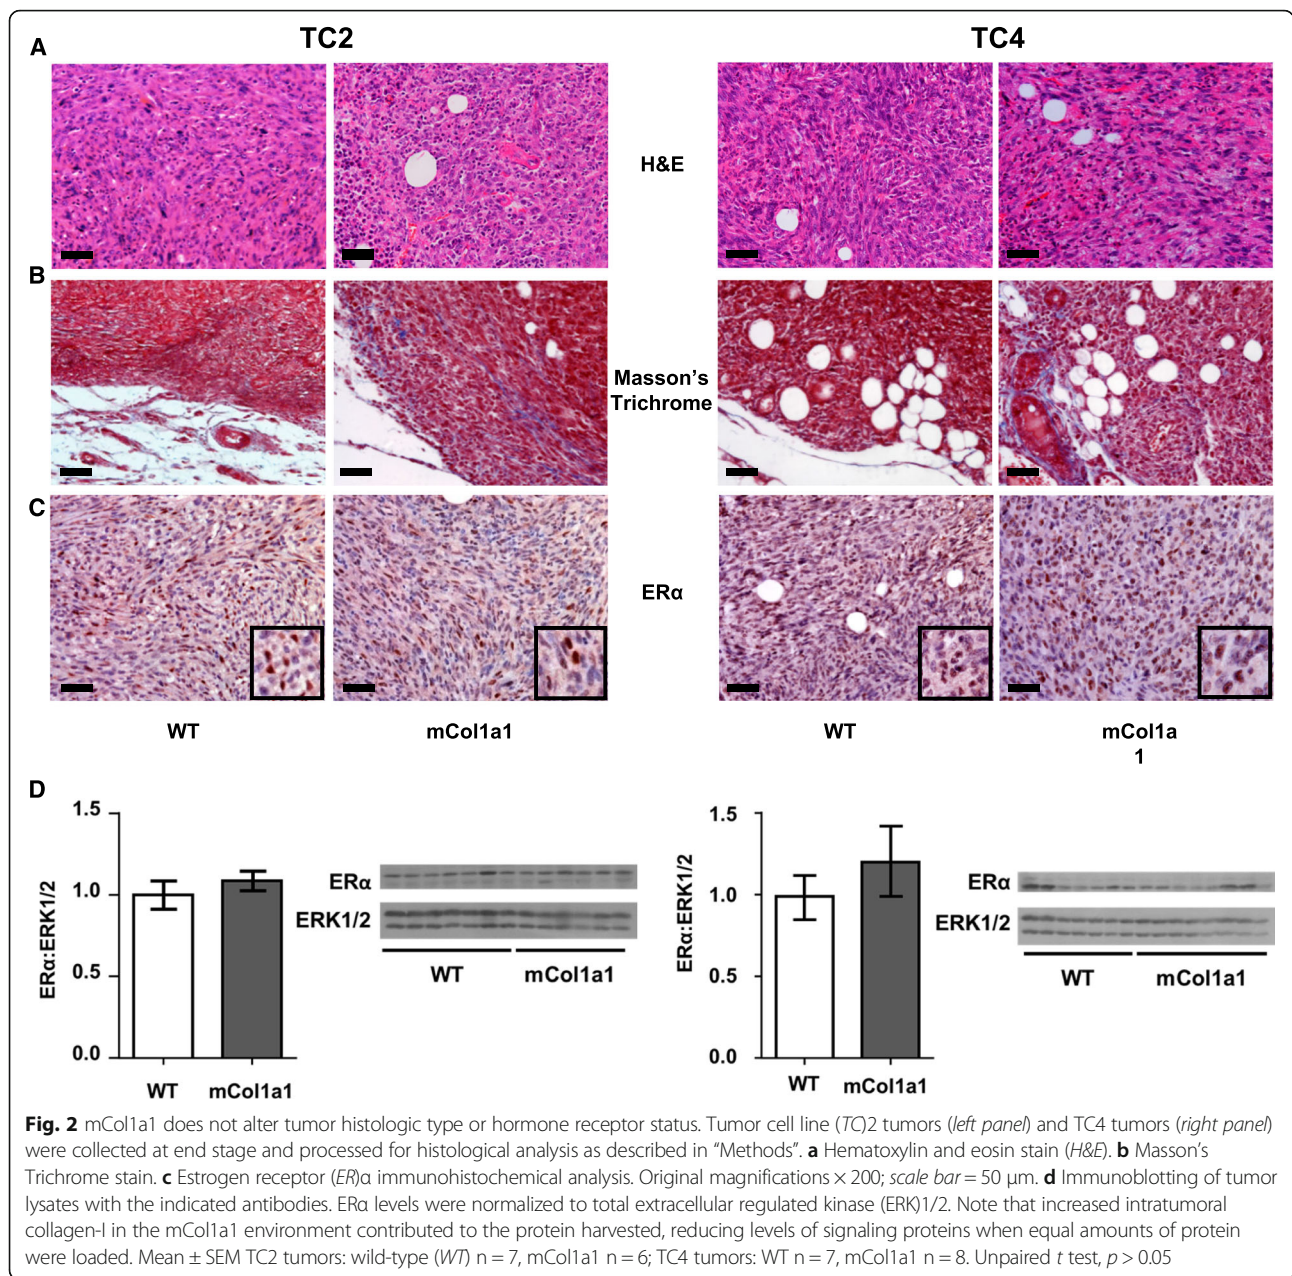 TC2
TC4
A
H&E
B
Masson's
Trichrome
C
ERα
WT
mCol1a1
WT
mCol1a
1
D
1.5
1.0
0.5
0.0
ERα:ERK1/2
WT
mCol1a1
ERα
ERK1/2
WT
mCol1a1
1.5
1.0
0.5
0.0
ERα:ERK1/2
WT
mCol1a1
ERα
ERK1/2
WT
mCol1a1
Fig. 2 mCol1a1 does not alter tumor histologic type or hormone receptor status. Tumor cell line (TC)2 tumors (left panel) and TC4 tumors (right panel)
were collected at end stage and processed for histological analysis as described in “Methods”. a Hematoxylin and eosin stain (H&E). b Masson’s
Trichrome stain. c Estrogen receptor (ER)α immunohistochemical analysis. Original magnifications × 200; scale bar = 50 μm. d Immunoblotting of tumor
lysates with the indicated antibodies. ERα levels were normalized to total extracellular regulated kinase (ERK)1/2. Note that increased intratumoral
collagen-I in the mCol1a1 environment contributed to the protein harvested, reducing levels of signaling proteins when equal amounts of protein
were loaded. Mean ± SEM TC2 tumors: wild-type (WT) n = 7, mCol1a1 n = 6; TC4 tumors: WT n = 7, mCol1a1 n = 8. Unpaired t test, p > 0.05